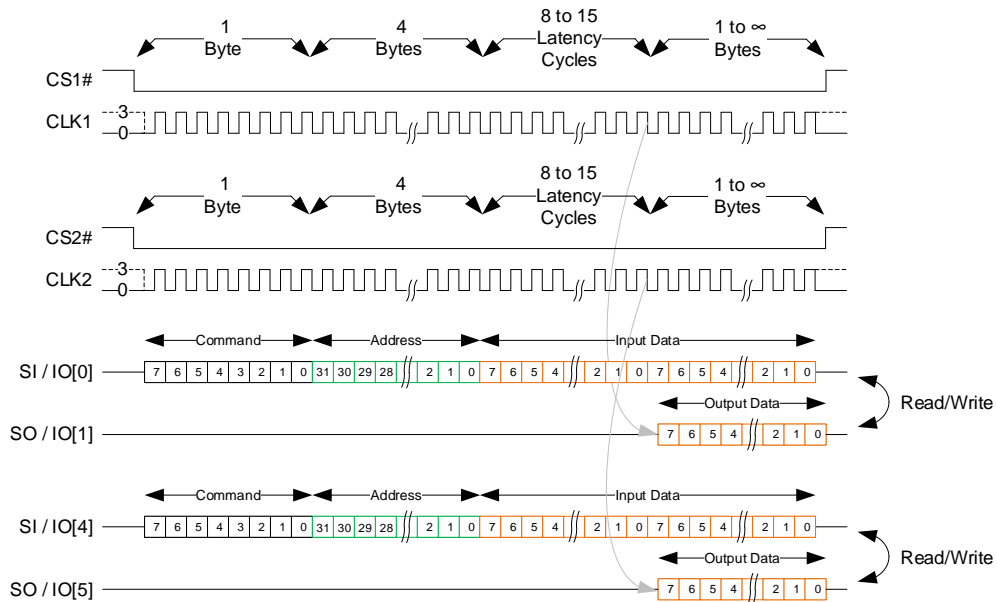 1 Byte 4 Bytes 8 to 15 Latency Cycles 1 to ∞ Bytes
CS1#
CLK1 3 0
1 Byte 4 Bytes 8 to 15 Latency Cycles 1 to ∞ Bytes
CS2#
CLK2 3 0
Command Address Input Data
SI / IO[0] 7 6 5 4 3 2 1 0 31 30 29 28 2 1 0 7 6 5 4 2 1 0 7 6 5 4 2 1 0
Read/Write
Output Data
SO / IO[1] 7 6 5 4 2 1 0
Command Address Input Data
SI / IO[4] 7 6 5 4 3 2 1 0 31 30 29 28 2 1 0 7 6 5 4 2 1 0 7 6 5 4 2 1 0
Read/Write
Output Data
SO / IO[5] 7 6 5 4 2 1 0